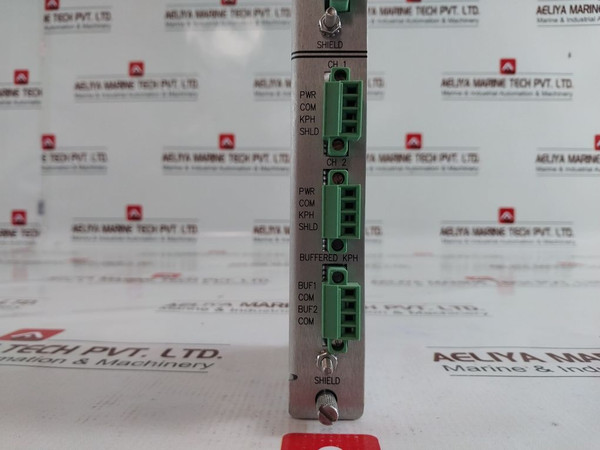 SHIELD
CH 1
PWR
COM
KPH
SHLD
CH 2
PWR
COM
KPH
SHLD
BUFFERED KPH
BUF1
COM
BUF2
COM
SHIELD
AELIYA MARINE TECH PVT. LTD.
Marine & Industrial Automation & Machinery